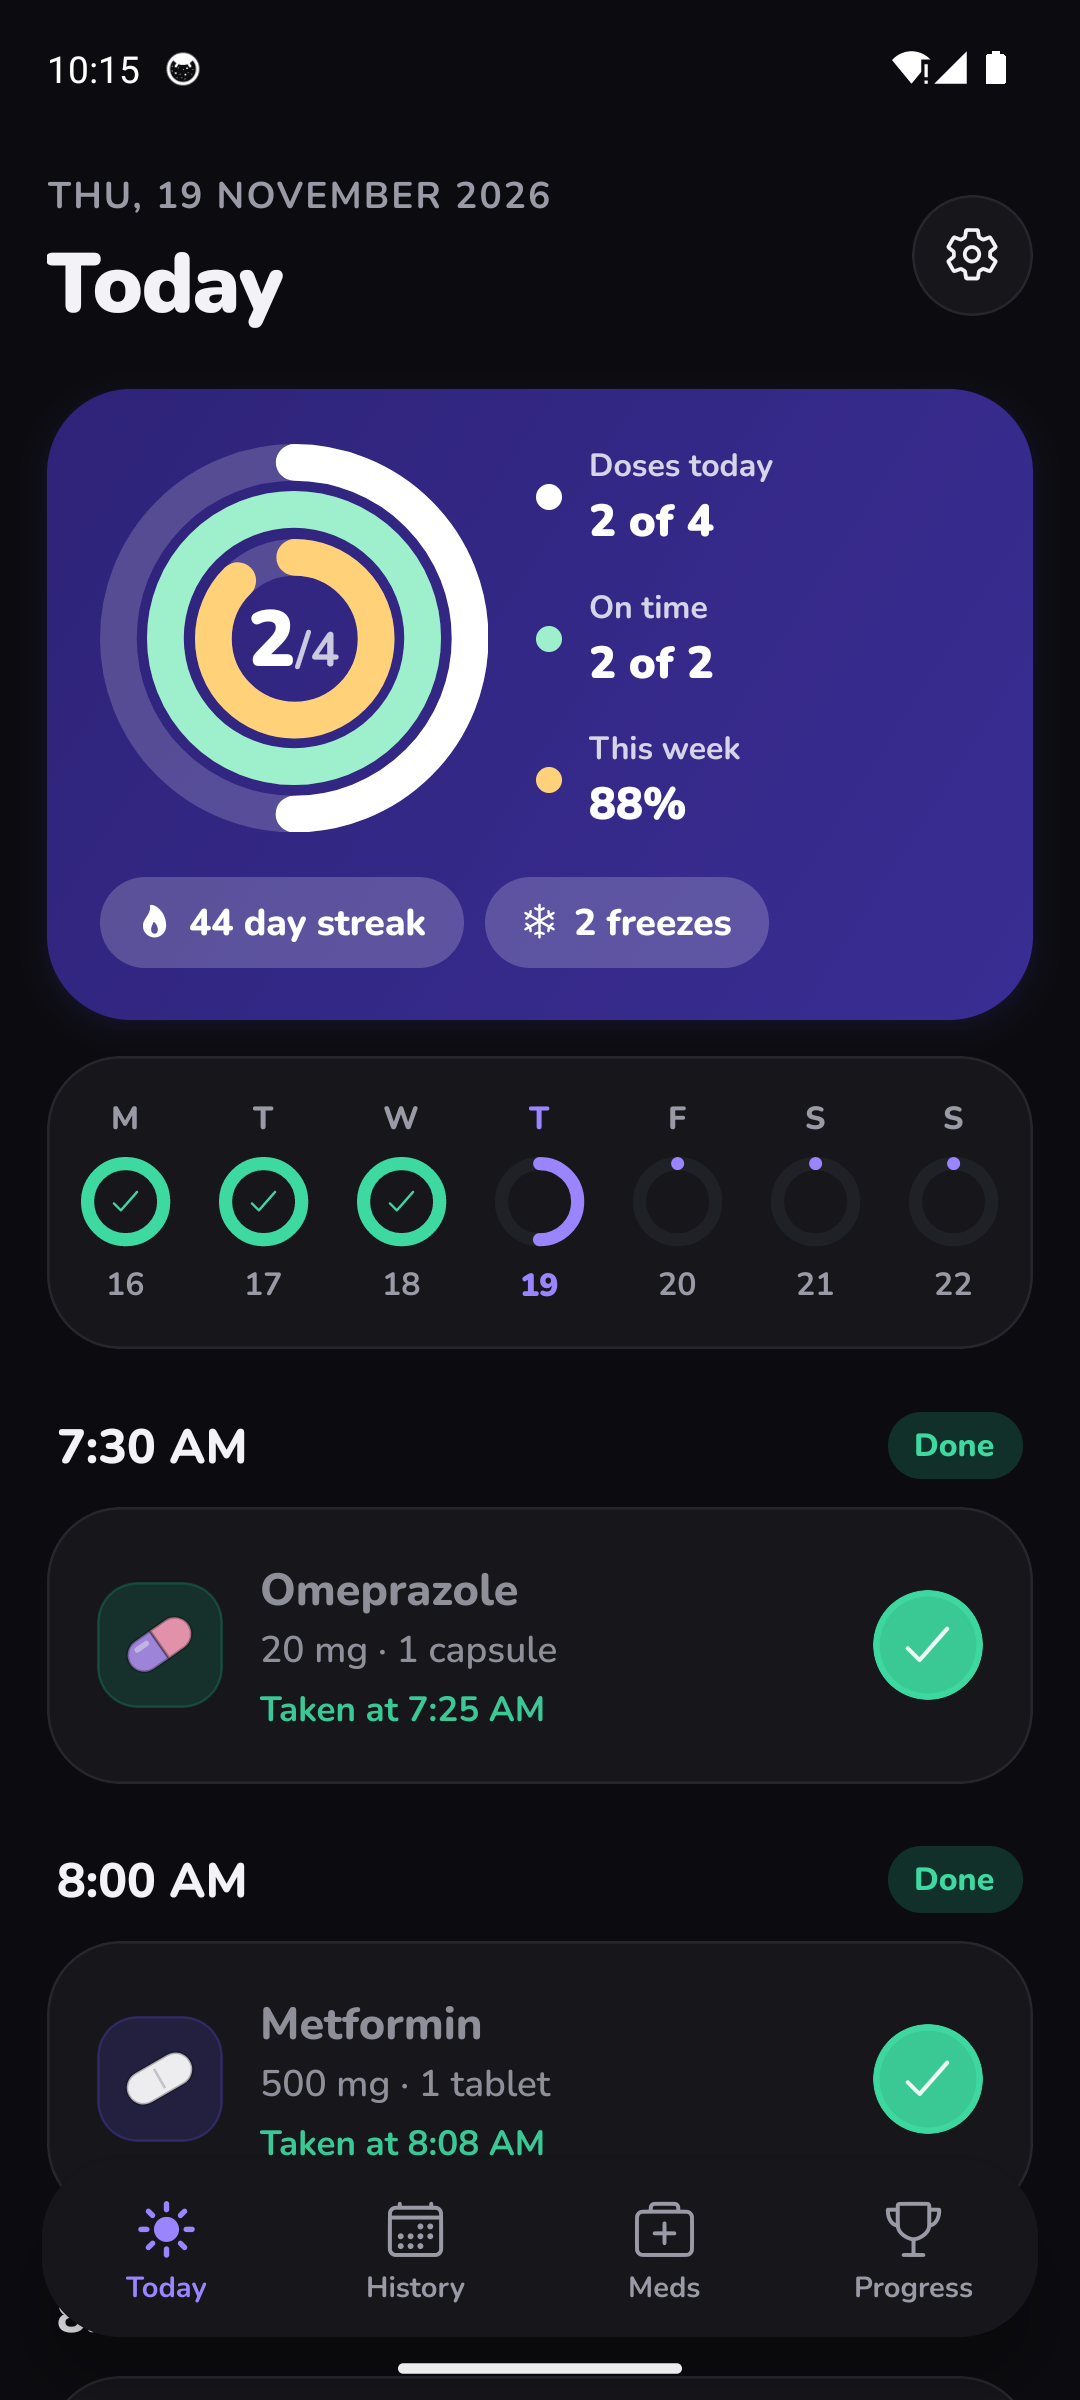 10:15
THU, 19 NOVEMBER 2026
Today
2/4
Doses today
2 of 4
On time
2 of 2
This week
88%
44 day streak
2 freezes
M T W T F S S
16 17 18 19 20 21 22
7:30 AM
Done
Omeprazole
20 mg · 1 capsule
Taken at 7:25 AM
8:00 AM
Done
Metformin
500 mg · 1 tablet
Taken at 8:08 AM
Today
History
Meds
Progress